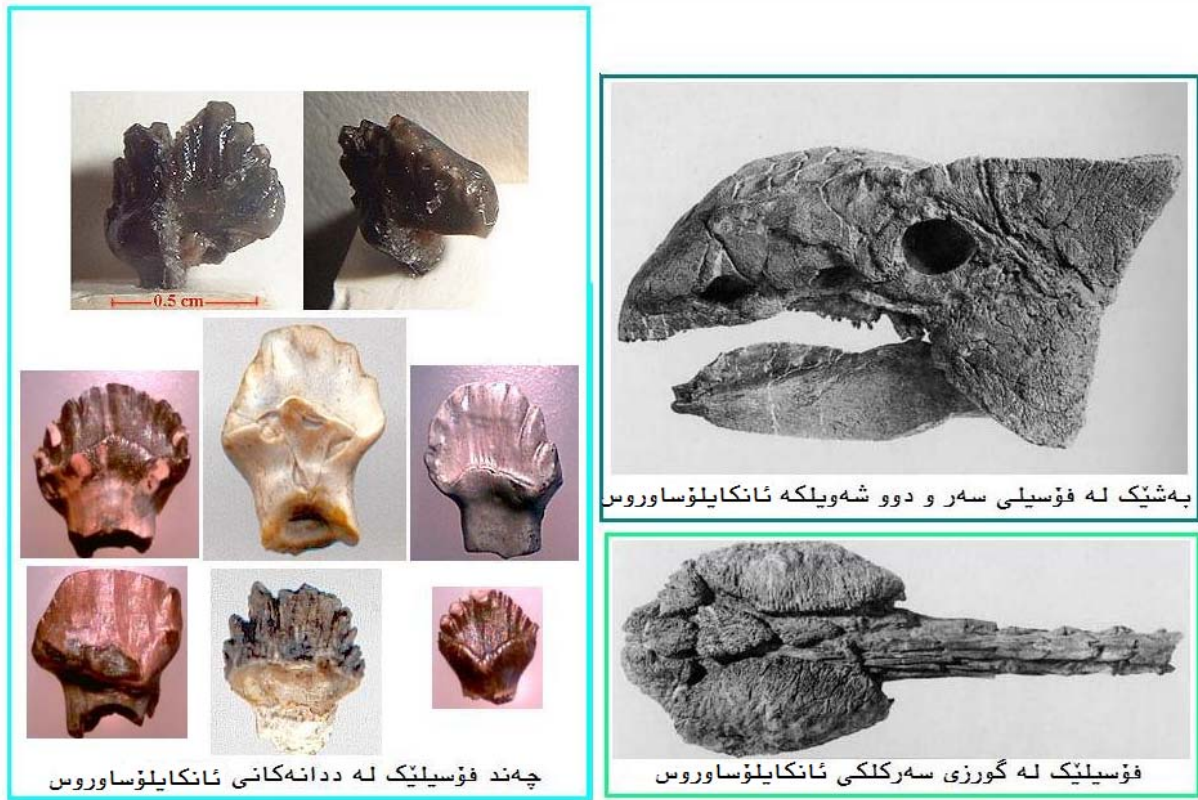 0.5 cm
چەند فۆسیلێک لە ددانەکانی ئانکایلۆساوروس
بەشێک لە فۆسیلی سەر و دوو شەویلکە ئانکایلۆساوروس
فۆسیلێک لە گورزی سەرکلکی ئانکایلۆساوروس